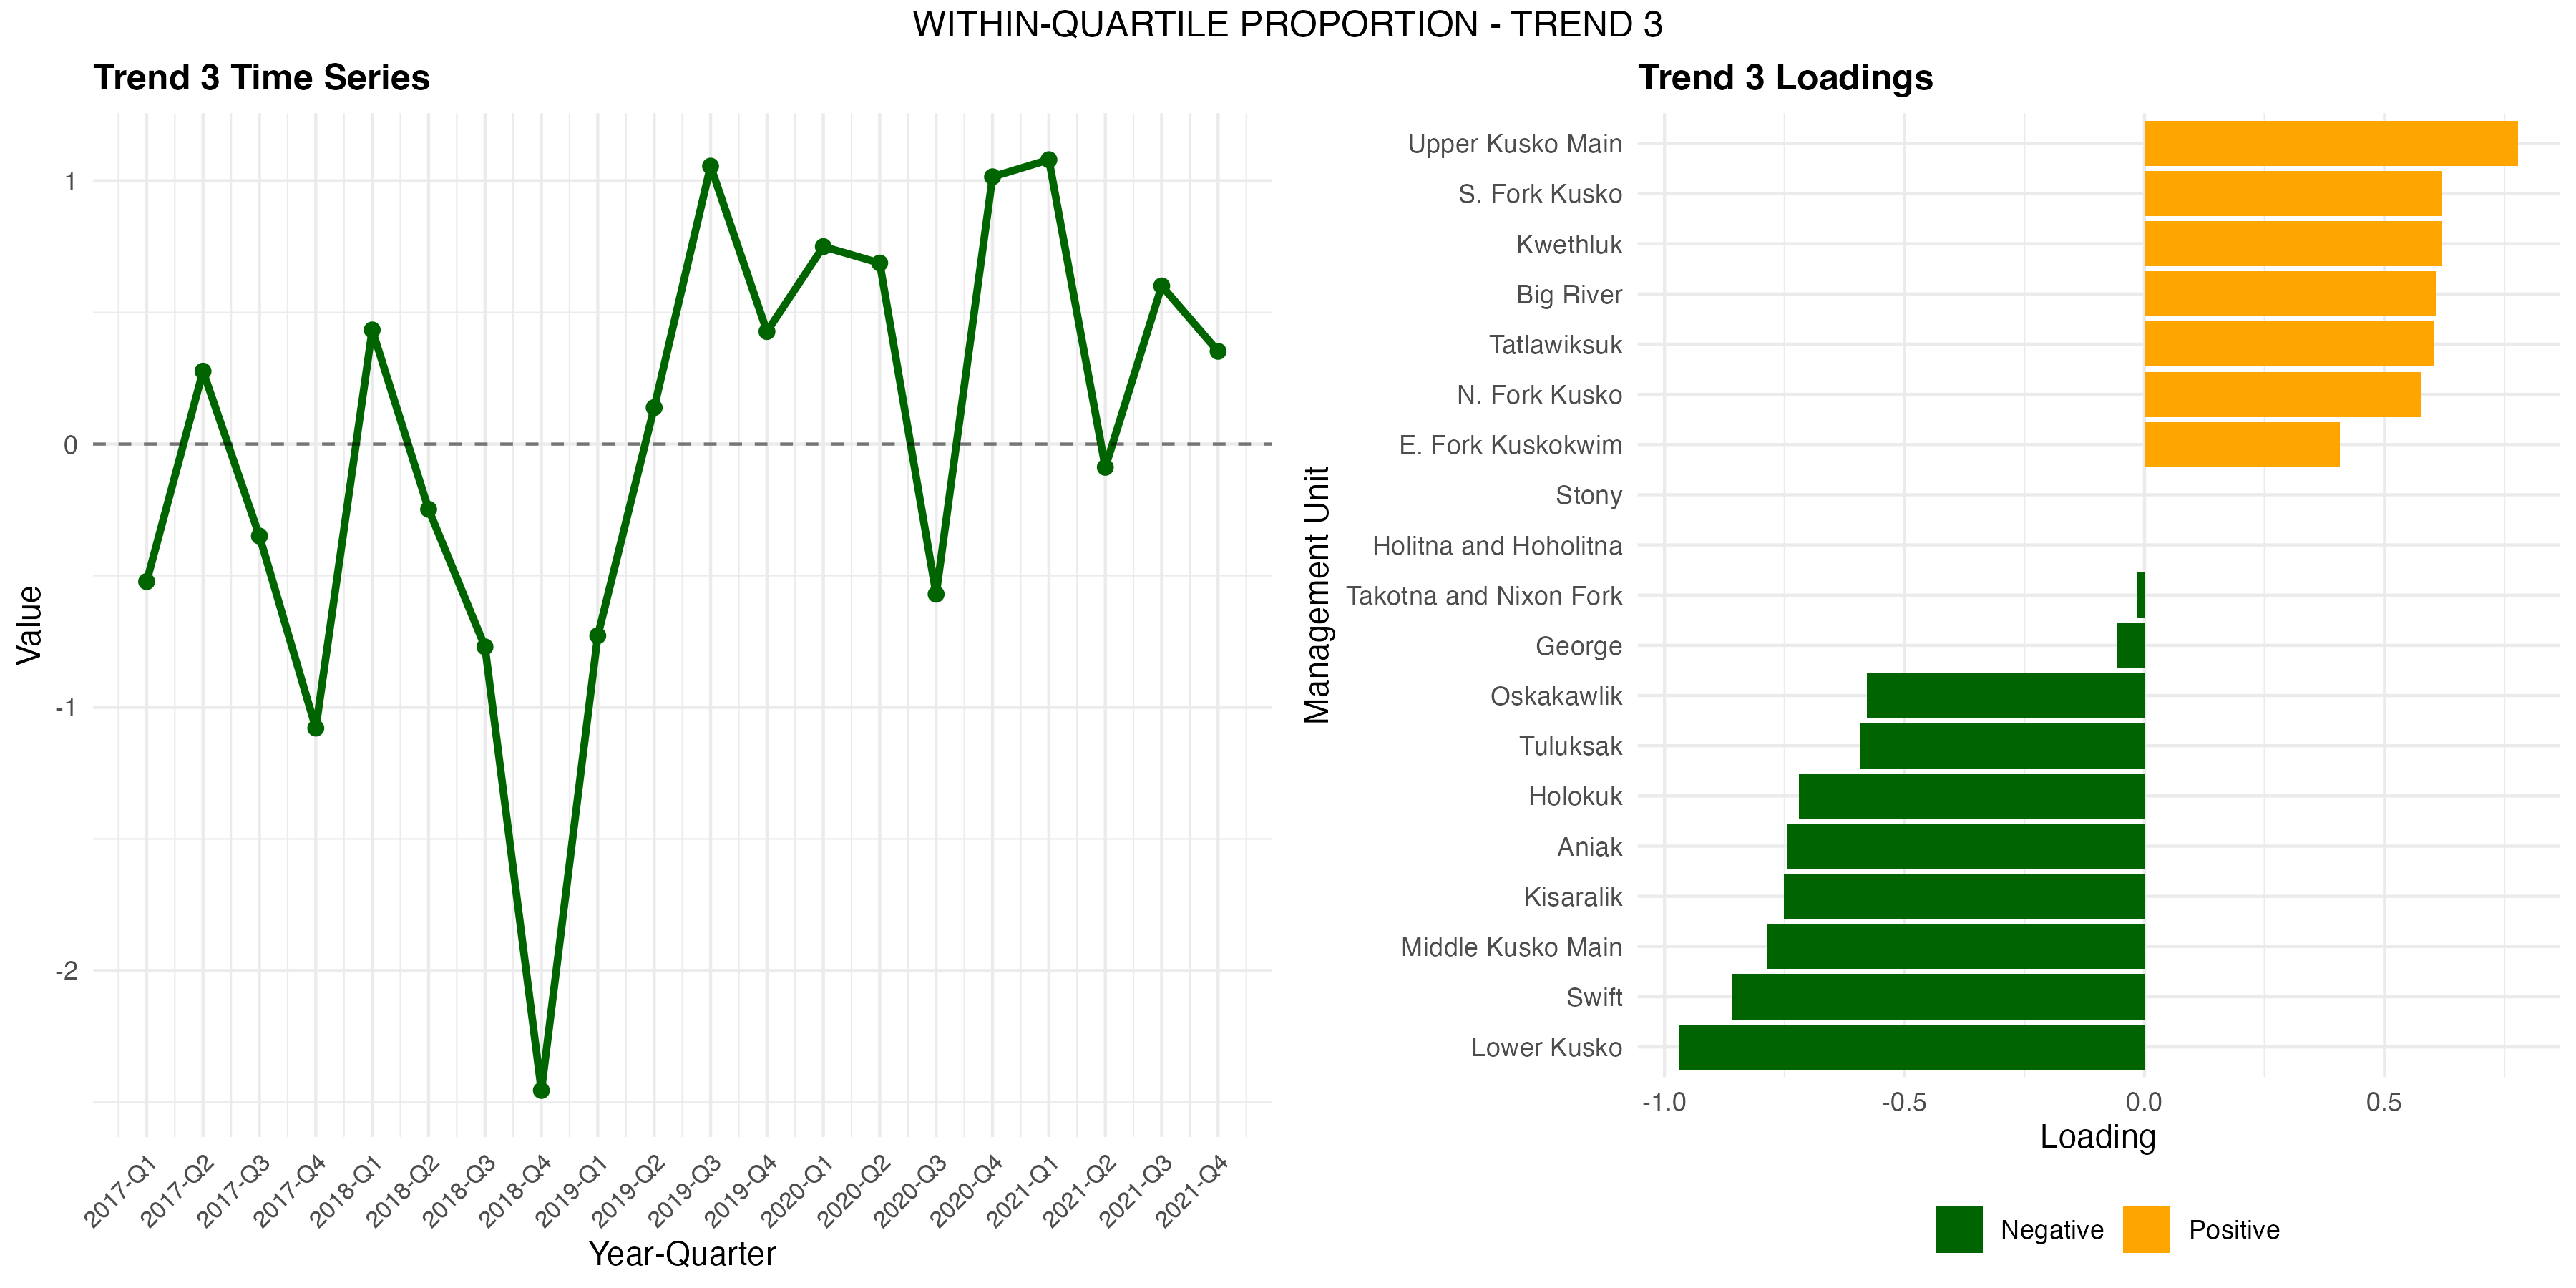 WITHIN-QUARTILE PROPORTION - TREND 3
Trend 3 Time Series
Value
1
0
-1
-2
2017-Q1
2017-Q2
2017-Q3
2017-Q4
2018-Q1
2018-Q2
2018-Q3
2018-Q4
2019-Q1
2019-Q2
2019-Q3
2019-Q4
2020-Q1
2020-Q2
2020-Q3
2020-Q4
2021-Q1
2021-Q2
2021-Q3
2021-Q4
Year-Quarter
Trend 3 Loadings
Management Unit
Upper Kusko Main
S. Fork Kusko
Kwethluk
Big River
Tatlawiksuk
N. Fork Kusko
E. Fork Kuskokwim
Stony
Holitna and Hoholitna
Takotna and Nixon Fork
George
Oskakawlik
Tuluksak
Holokuk
Aniak
Kisaralik
Middle Kusko Main
Swift
Lower Kusko
-1.0
-0.5
0.0
0.5
Loading
Negative
Positive